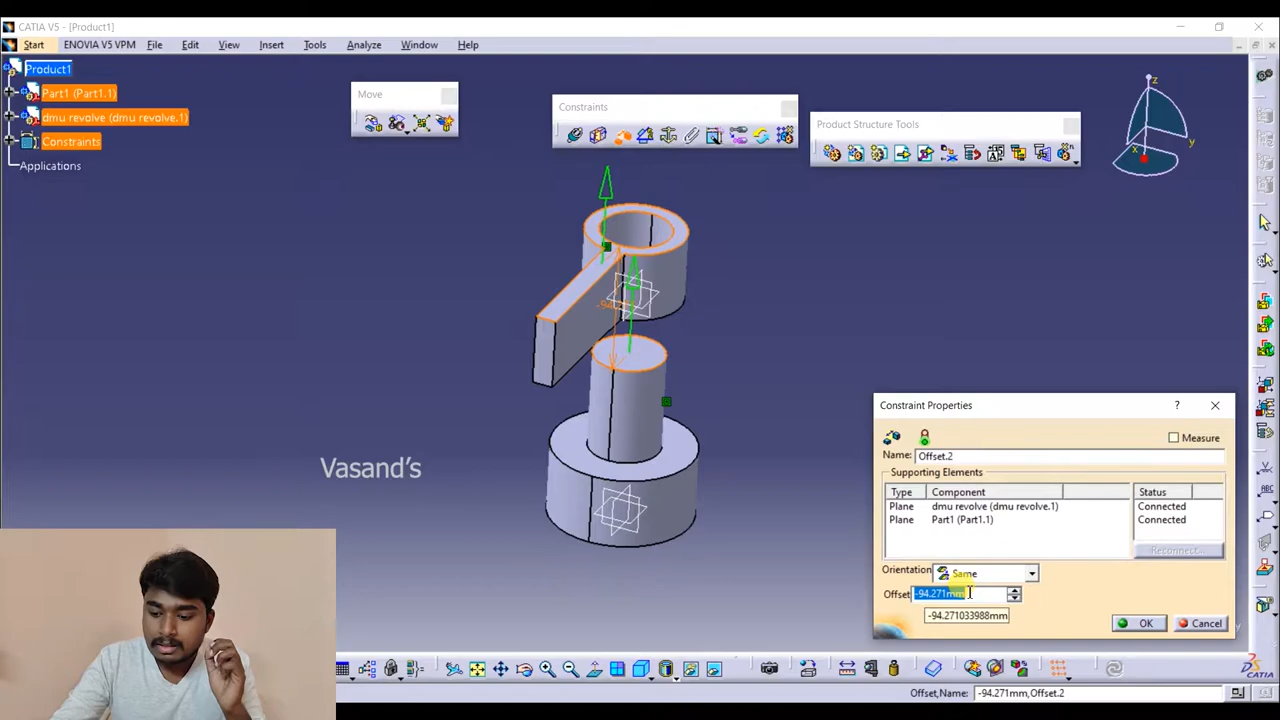 CATIA V5 - [Product1]
Start ENOVIA V5 VPM File Edit View Insert Tools Analyze Window Help
Product1
Part1 (Part1.1)
dmu revolve (dmu revolve.1)
Constraints
Applications
Move
Constraints
Product Structure Tools
z
y
x
Vasand's
Constraint Properties
Measure
Name: Offset.2
Supporting Elements
Type Component Status
Plane dmu revolve (dmu revolve.1) Connected
Plane Part1 (Part1.1) Connected
Reconnect...
Orientation Same
Offset -94.271mm
-94.271033988mm
OK Cancel
Offset,Name: -94.271mm,Offset.2